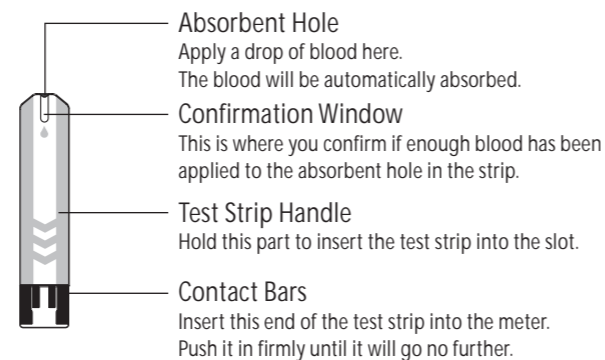 Absorbent Hole
Apply a drop of blood here.
The blood will be automatically absorbed.
Confirmation Window
This is where you confirm if enough blood has been
applied to the absorbent hole in the strip.
Test Strip Handle
Hold this part to insert the test strip into the slot.
Contact Bars
Insert this end of the test strip into the meter.
Push it in firmly until it will go no further.